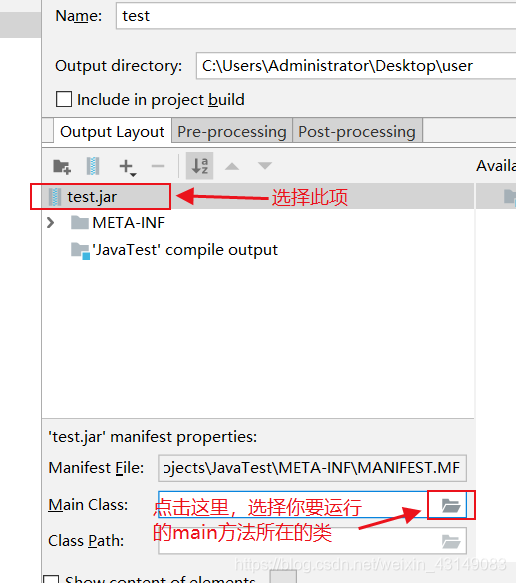 Name: test
Output directory: C:\Users\Administrator\Desktop\user
Include in project build
Output Layout Pre-processing Post-processing
Availa
test.jar
选择此项
META-INF
'JavaTest' compile output
'test.jar' manifest properties:
Manifest File: ojects\JavaTest\META-INF\MANIFEST.MF
Main Class:
点击这里，选择你要运行
的main方法所在的类
Class Path:
https://blog.csdn.net/weixin_43149083
Show content of elements